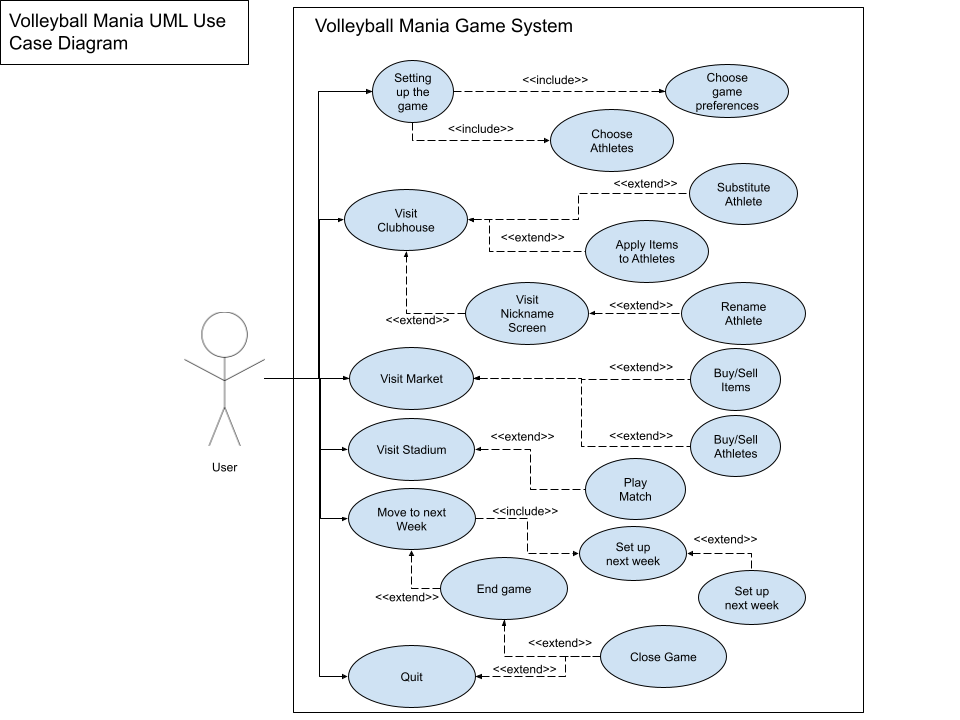 Volleyball Mania UML Use
Case Diagram
Volleyball Mania Game System
Setting
up the
game
<<include>>
Choose
game
preferences
<<include>>
Choose
Athletes
<<extend>>
Substitute
Athlete
Visit
Clubhouse
<<extend>>
Apply Items
to Athletes
Visit
Nickname
Screen
<<extend>>
Rename
Athlete
<<extend>>
Visit Market
<<extend>>
Buy/Sell
Items
<<extend>>
Buy/Sell
Athletes
Visit Stadium
<<extend>>
Play
Match
User
Move to next
Week
<<include>>
Set up
next week
<<extend>>
Set up
next week
End game
<<extend>>
<<extend>>
Close Game
<<extend>>
Quit